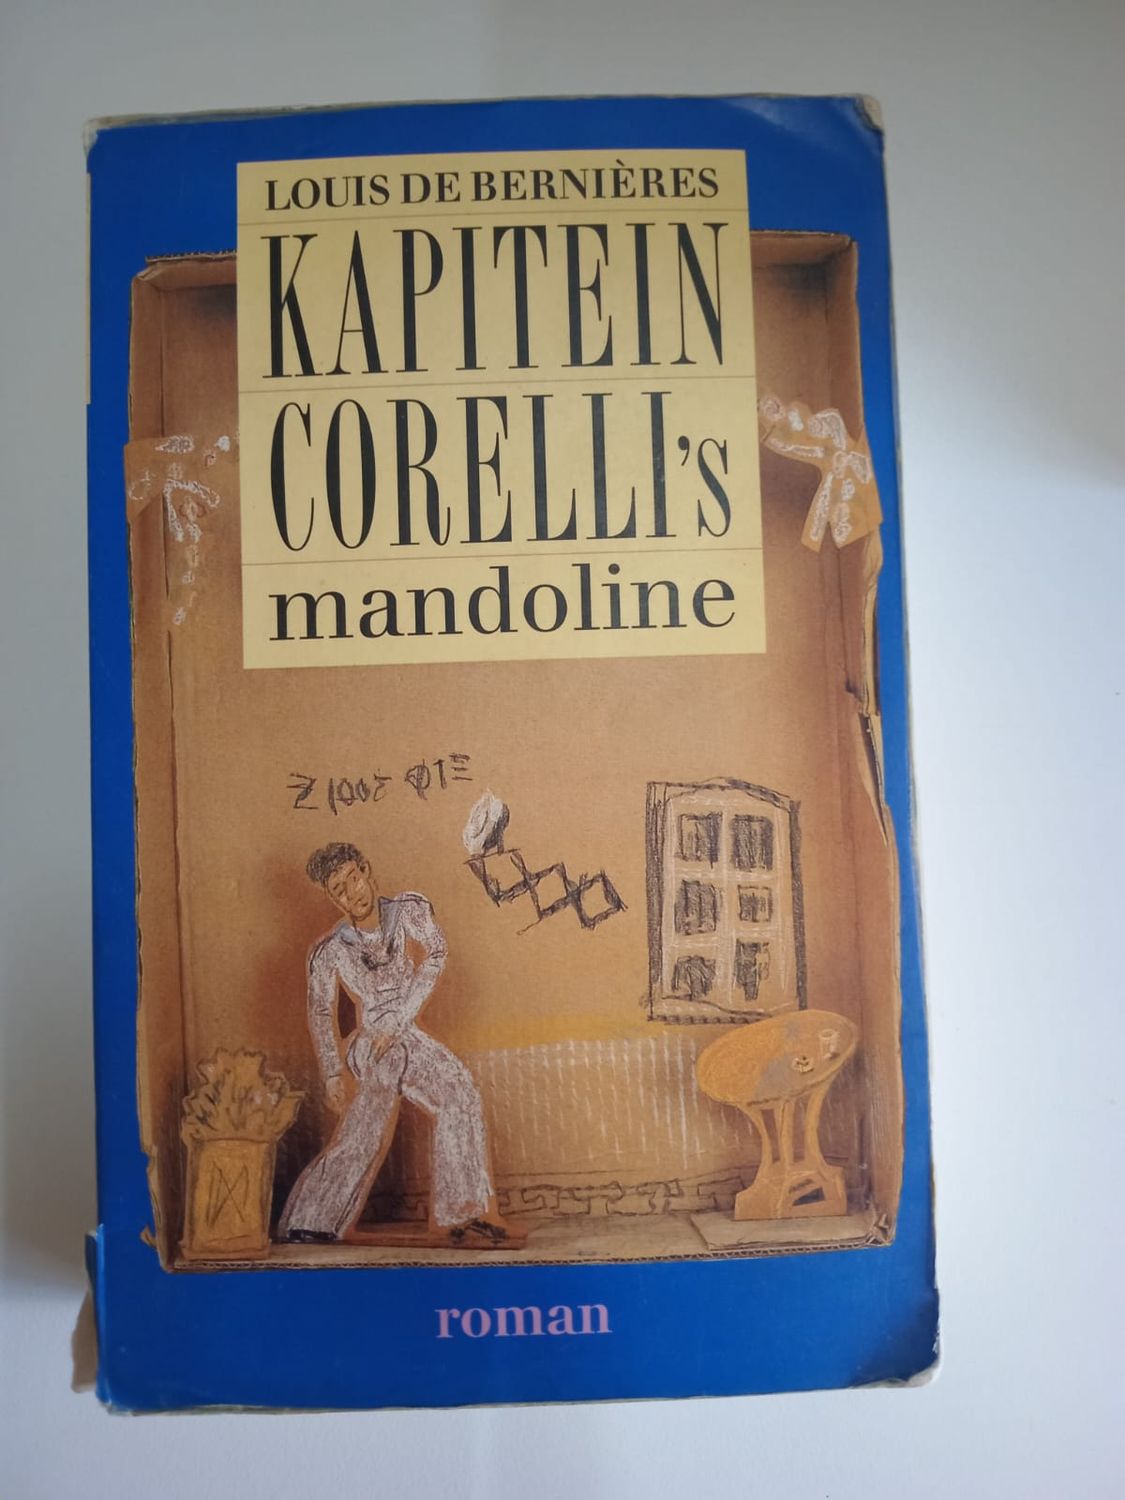 LOUIS DE BERNIÈRES
KAPITEIN
CORELLI's
mandoline
roman